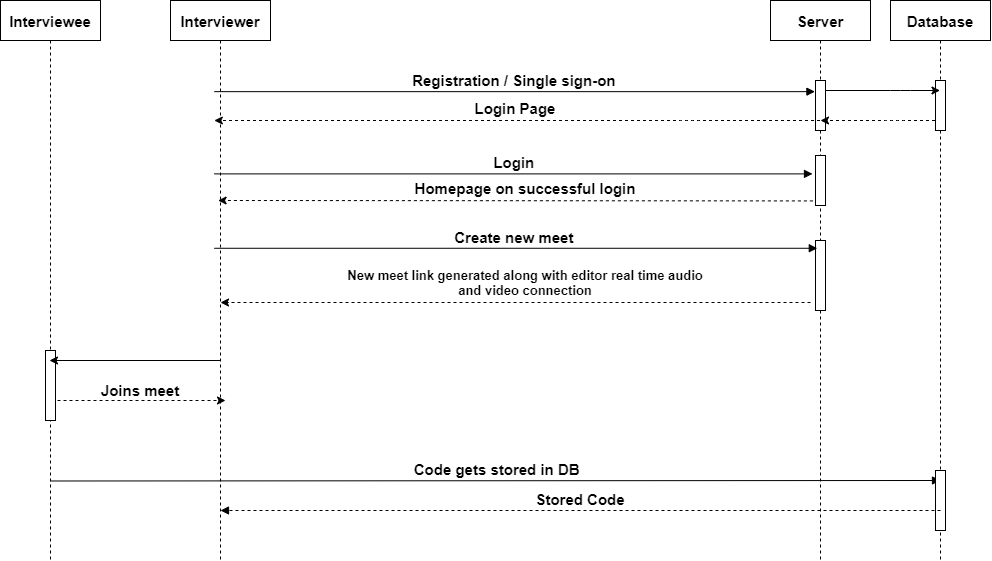 Interviewee
Interviewer
Server
Database
Registration / Single sign-on
Login Page
Login
Homepage on successful login
Create new meet
New meet link generated along with editor real time audio
and video connection
Joins meet
Code gets stored in DB
Stored Code